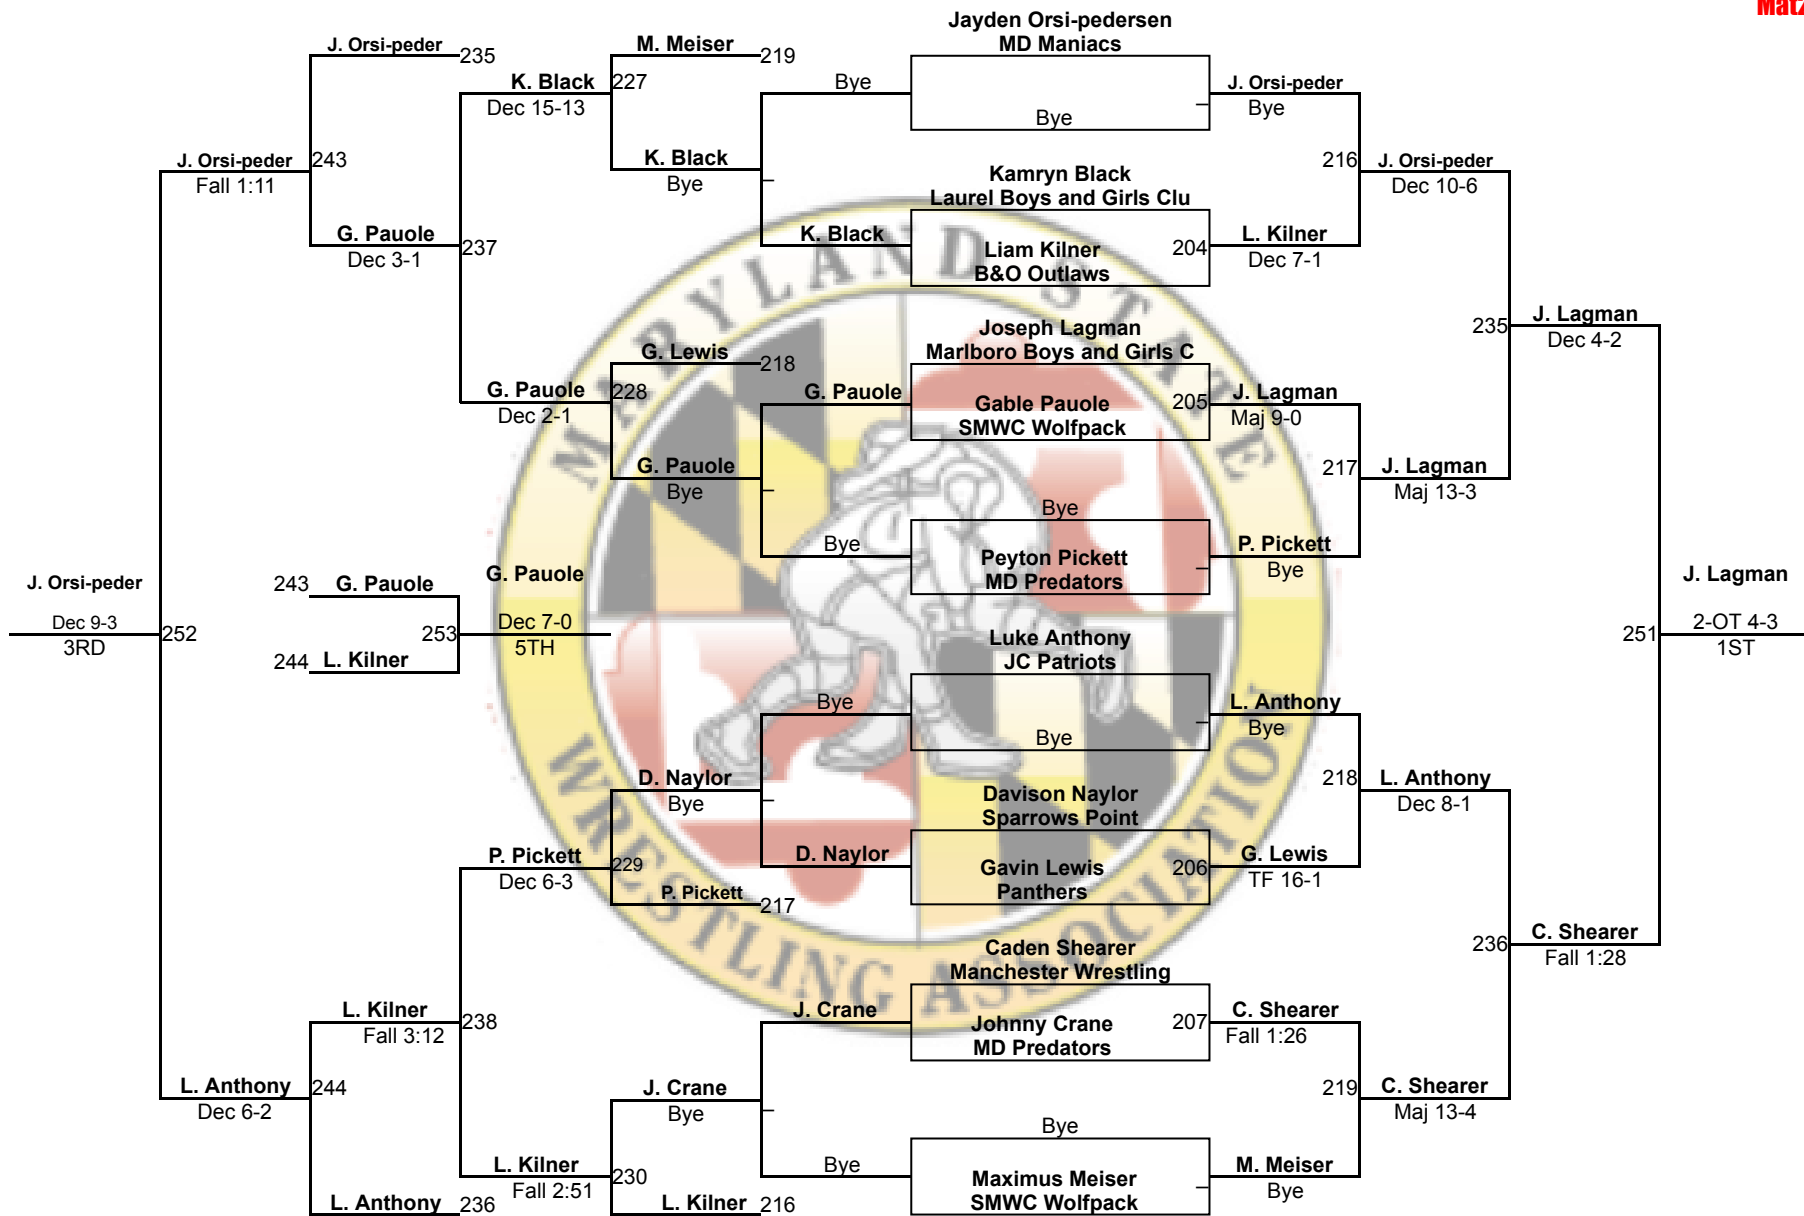 Matz
Jayden Orsi-pedersen
MD Maniacs
J. Orsi-peder
235
M. Meiser
219
K. Black
227
Dec 15-13
Bye
Bye
J. Orsi-peder
Bye
J. Orsi-peder
243
Fall 1:11
K. Black
Bye
216
J. Orsi-peder
Dec 10-6
Kamryn Black
Laurel Boys and Girls Clu
G. Pauole
237
Dec 3-1
K. Black
Liam Kilner
B&O Outlaws
204
L. Kilner
Dec 7-1
Joseph Lagman
Marlboro Boys and Girls C
235
J. Lagman
Dec 4-2
G. Lewis
218
G. Pauole
228
Dec 2-1
G. Pauole
Gable Pauole
SMWC Wolfpack
205
J. Lagman
Maj 9-0
G. Pauole
Bye
217
J. Lagman
Maj 13-3
Bye
Bye
Peyton Pickett
MD Predators
P. Pickett
Bye
J. Orsi-peder
Dec 9-3
3RD
252
243
G. Pauole
244
L. Kilner
253
G. Pauole
Dec 7-0
5TH
J. Lagman
251
2-OT 4-3
1ST
Luke Anthony
JC Patriots
Bye
Bye
L. Anthony
Bye
D. Naylor
Bye
218
L. Anthony
Dec 8-1
Davison Naylor
Sparrows Point
P. Pickett
229
Dec 6-3
D. Naylor
Gavin Lewis
Panthers
206
G. Lewis
TF 16-1
P. Pickett
217
Caden Shearer
Manchester Wrestling
236
C. Shearer
Fall 1:28
L. Kilner
238
Fall 3:12
J. Crane
Johnny Crane
MD Predators
207
C. Shearer
Fall 1:26
L. Anthony
244
Dec 6-2
J. Crane
Bye
219
C. Shearer
Maj 13-4
Bye
L. Kilner
230
Fall 2:51
Bye
Maximus Meiser
SMWC Wolfpack
M. Meiser
Bye
L. Anthony
236
L. Kilner
216
MARYLAND STATE
WRESTLING ASSOCIATION